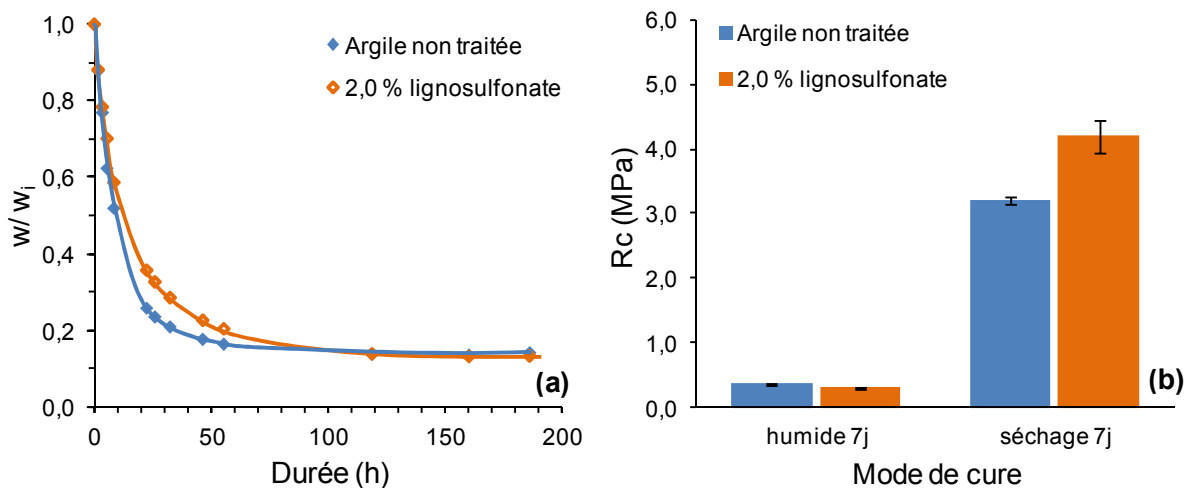 1,0
0,8
0,6
0,4
0,2
0,0
w/ wi
Argile non traitée
2,0 % lignosulfonate
(a)
0
50
100
150
200
Durée (h)
6,0
5,0
4,0
3,0
2,0
1,0
0,0
Rc (MPa)
Argile non traitée
2,0 % lignosulfonate
(b)
humide 7j
séchage 7j
Mode de cure